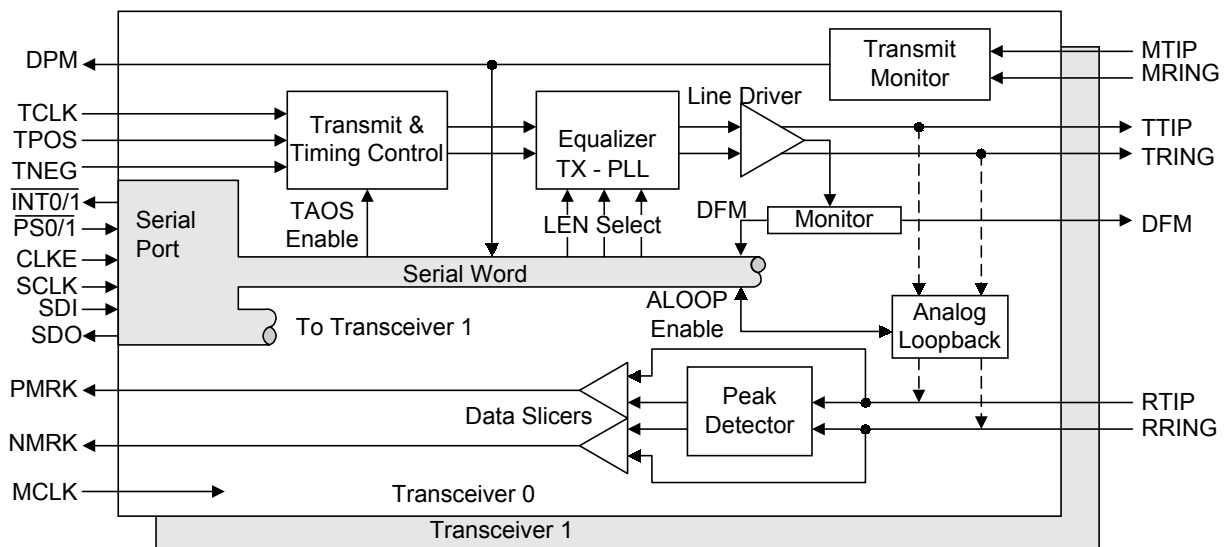 DPM
Transmit
Monitor
MTIP
MRING
TCLK
TPOS
TNEG
Transmit &
Timing Control
Equalizer
TX - PLL
Line Driver
TTIP
TRING
INT0/1
PS0/1
CLKE
SCLK
SDI
SDO
Serial
Port
TAOS
Enable
LEN Select
DFM
Monitor
DFM
Serial Word
To Transceiver 1
ALOOP
Enable
Analog
Loopback
PMRK
NMRK
MCLK
Data Slicers
Peak
Detector
RTIP
RRING
Transceiver 0
Transceiver 1